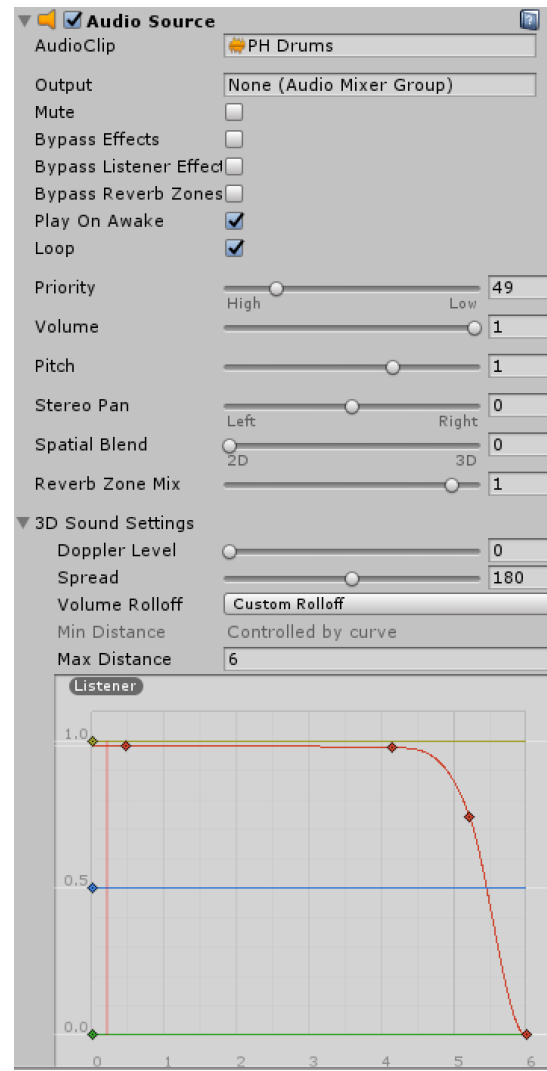 Audio Source
AudioClip PH Drums
Output None (Audio Mixer Group)
Mute
Bypass Effects
Bypass Listener Effect
Bypass Reverb Zones
Play On Awake
Loop
Priority 49
High Low
Volume 1
Pitch 1
Stereo Pan 0
Left Right
Spatial Blend 0
2D 3D
Reverb Zone Mix 1
3D Sound Settings
Doppler Level 0
Spread 180
Volume Rolloff Custom Rolloff
Min Distance Controlled by curve
Max Distance 6
Listener
1.0
0.5
0.0
0 1 2 3 4 5 6